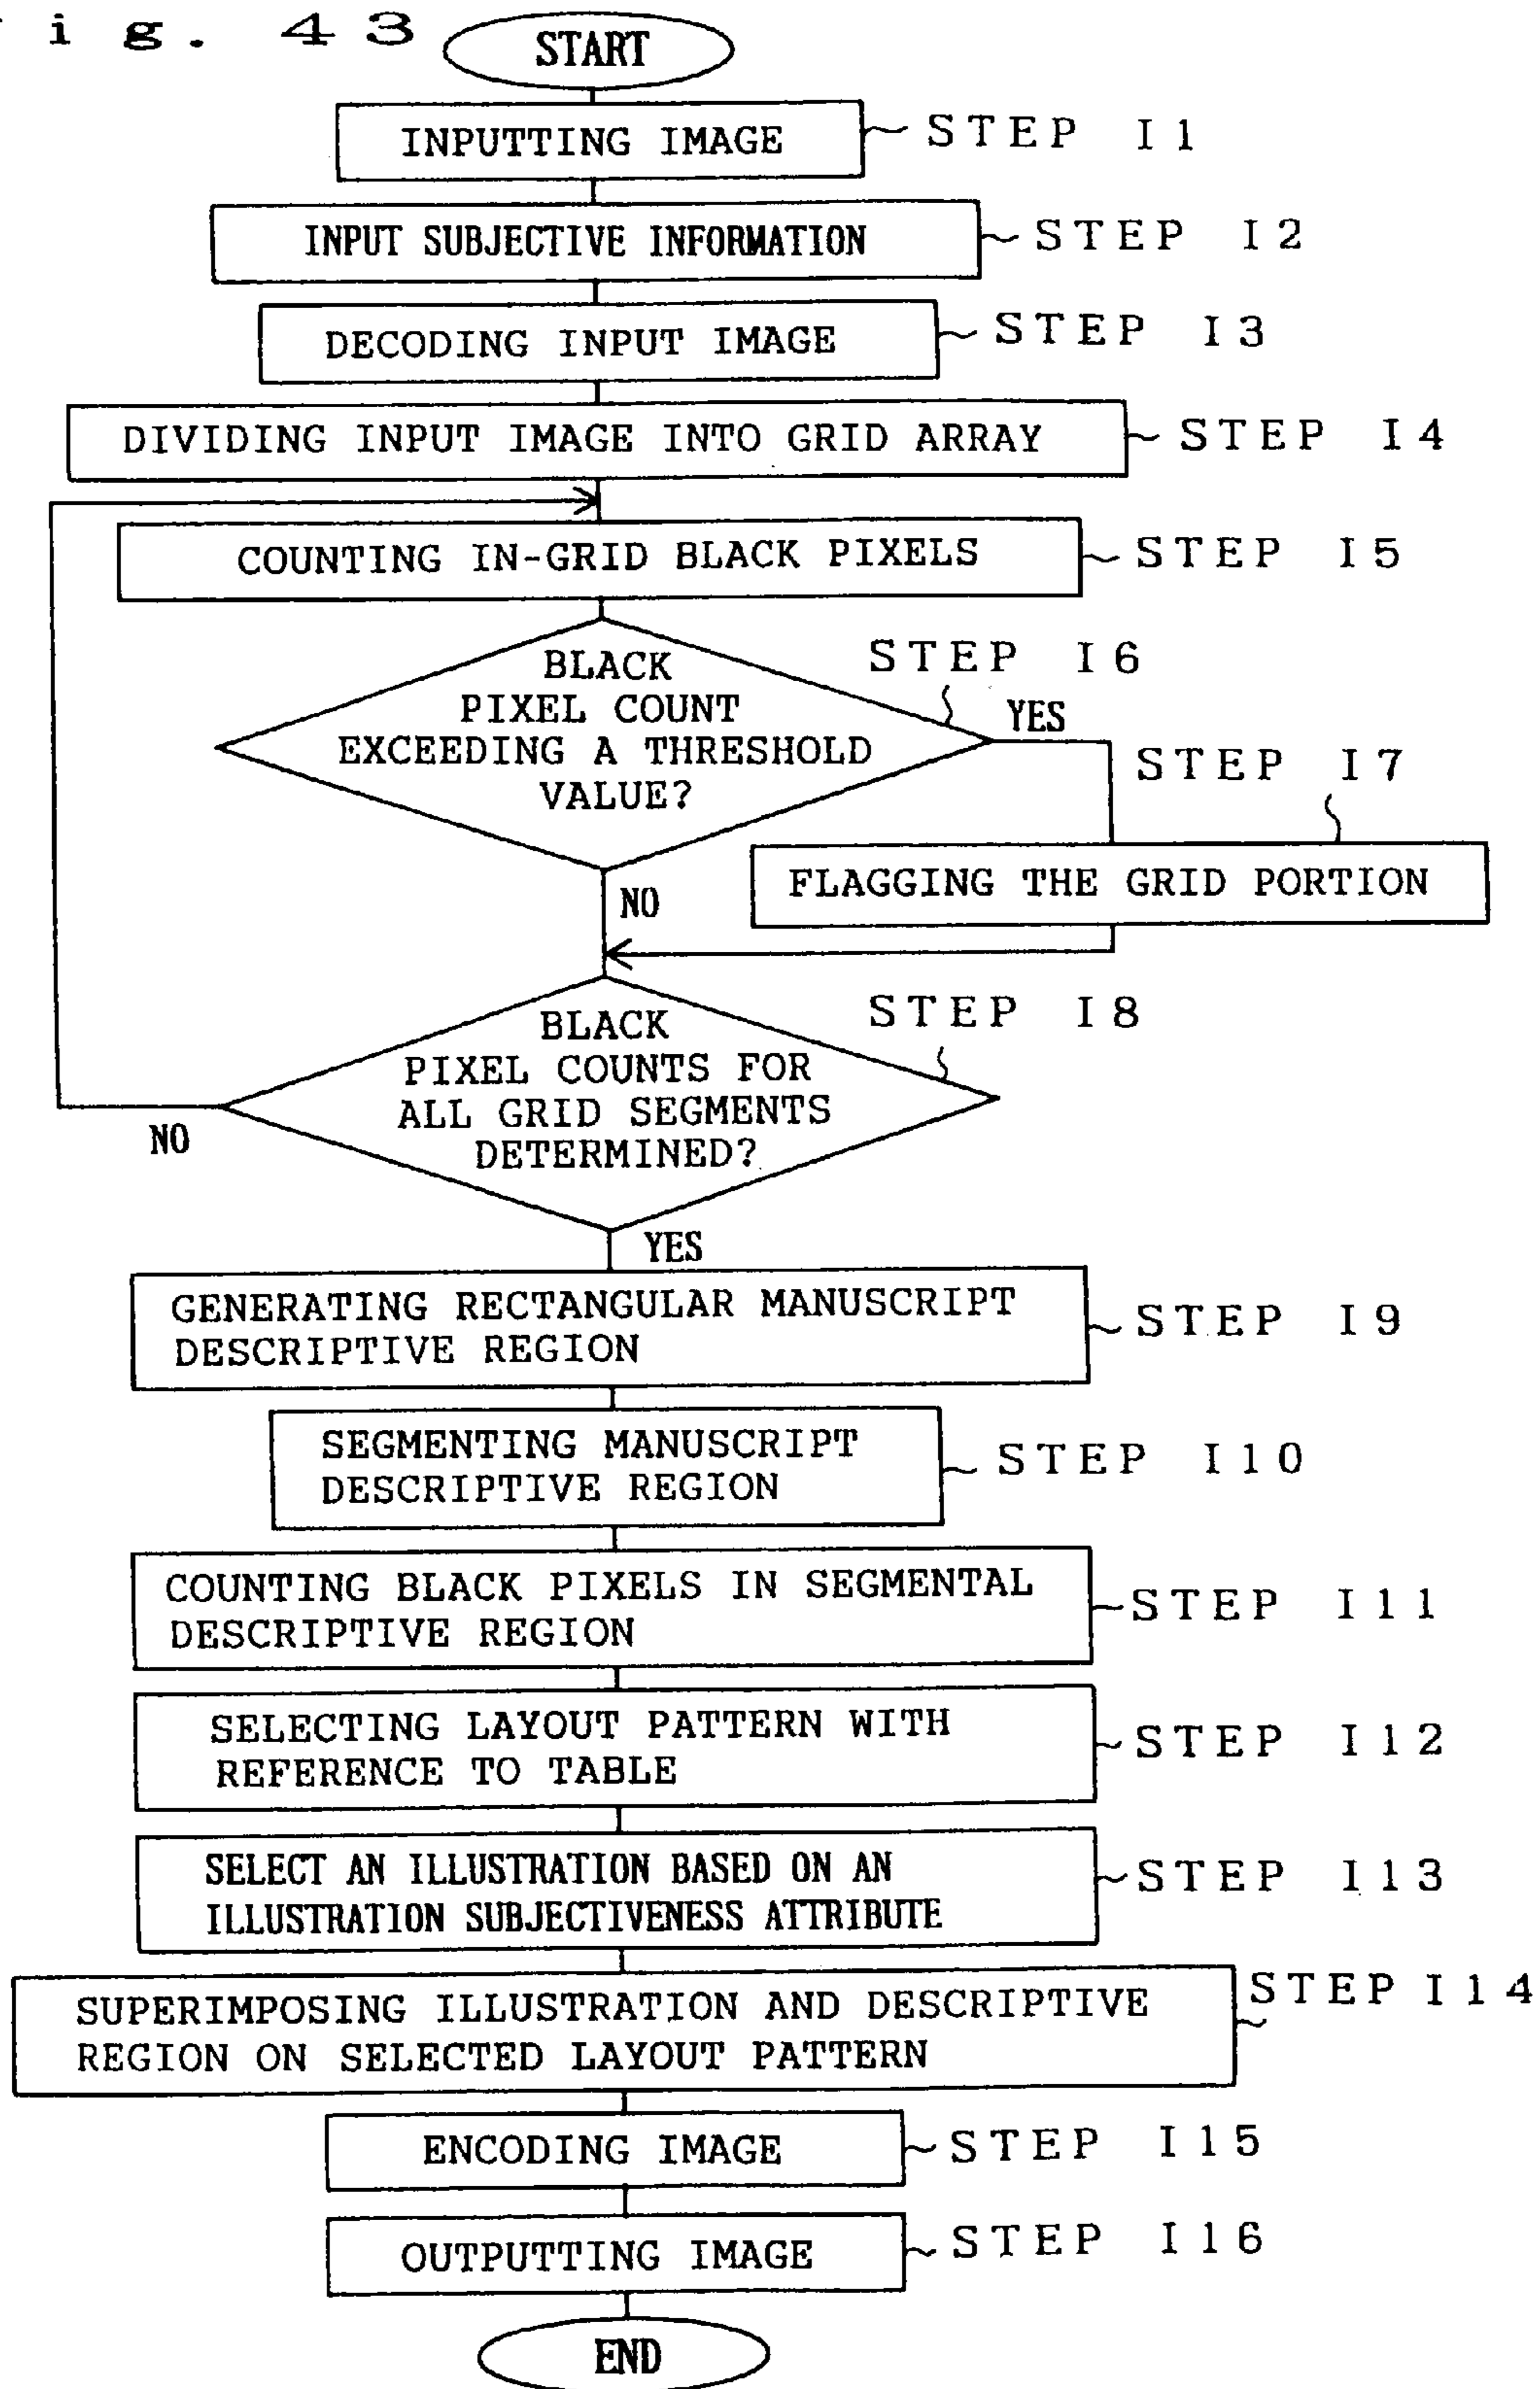 ig. 43
START
INPUTTING IMAGE
STEP I1
INPUT SUBJECTIVE INFORMATION
STEP I2
DECODING INPUT IMAGE
STEP I3
DIVIDING INPUT IMAGE INTO GRID ARRAY
STEP I4
COUNTING IN-GRID BLACK PIXELS
STEP I5
BLACK
PIXEL COUNT
EXCEEDING A THRESHOLD
VALUE?
STEP I6
YES
STEP I7
FLAGGING THE GRID PORTION
NO
BLACK
PIXEL COUNTS FOR
ALL GRID SEGMENTS
DETERMINED?
STEP I8
NO
YES
GENERATING RECTANGULAR MANUSCRIPT
DESCRIPTIVE REGION
STEP I9
SEGMENTING MANUSCRIPT
DESCRIPTIVE REGION
STEP I10
COUNTING BLACK PIXELS IN SEGMENTAL
DESCRIPTIVE REGION
STEP I11
SELECTING LAYOUT PATTERN WITH
REFERENCE TO TABLE
STEP I12
SELECT AN ILLUSTRATION BASED ON AN
ILLUSTRATION SUBJECTIVENESS ATTRIBUTE
STEP I13
SUPERIMPOSING ILLUSTRATION AND DESCRIPTIVE
REGION ON SELECTED LAYOUT PATTERN
STEP I14
ENCODING IMAGE
STEP I15
OUTPUTTING IMAGE
STEP I16
END